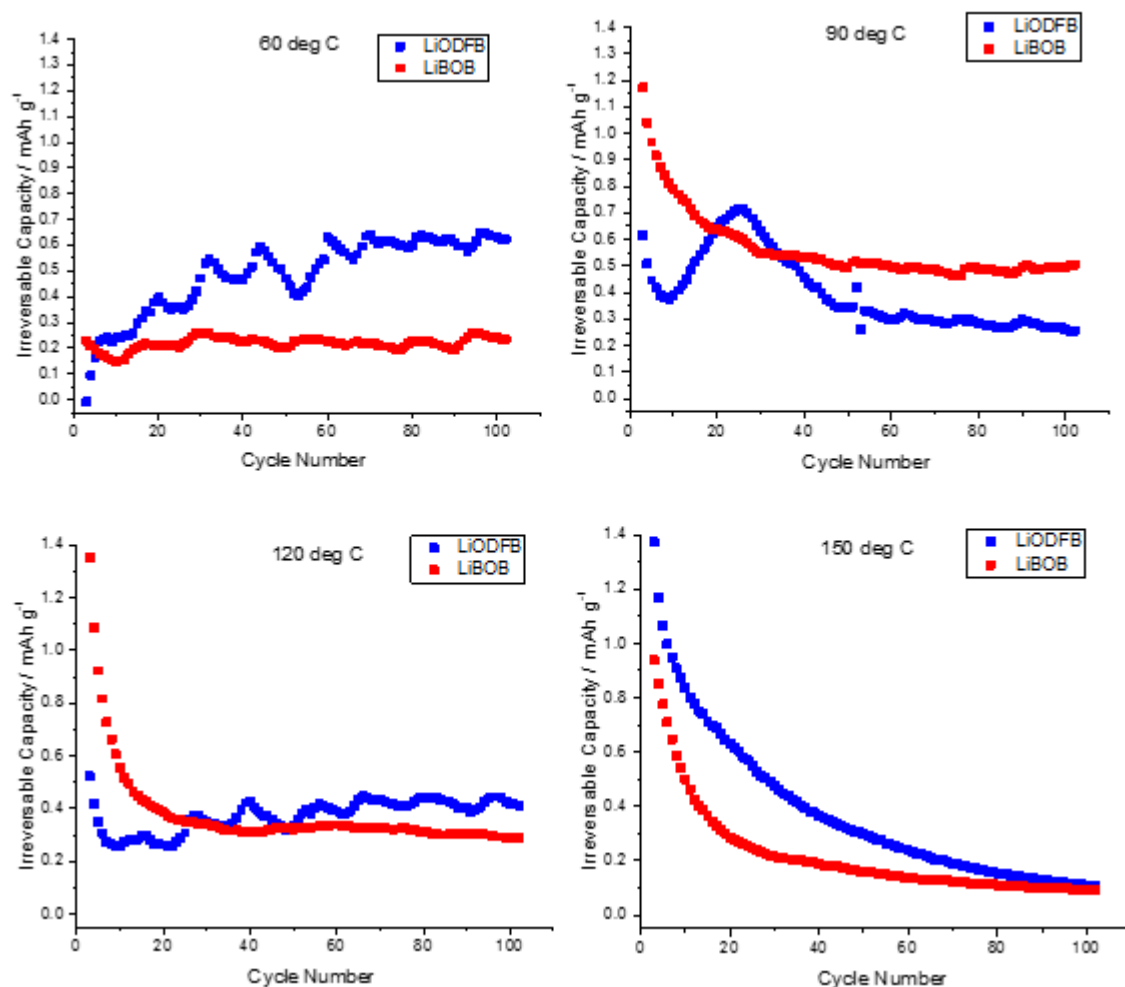 60 deg C
LiODFB
LiBOB
Irreversable Capacity / mAh g⁻¹
1.4
1.3
1.2
1.1
1.0
0.9
0.8
0.7
0.6
0.5
0.4
0.3
0.2
0.1
0.0
0 20 40 60 80 100
Cycle Number
90 deg C
LiODFB
LiBOB
Irreversable Capacity / mAh g⁻¹
1.4
1.3
1.2
1.1
1.0
0.9
0.8
0.7
0.6
0.5
0.4
0.3
0.2
0.1
0.0
0 20 40 60 80 100
Cycle Number
120 deg C
LiODFB
LiBOB
Irreversable Capacity / mAh g⁻¹
1.4
1.2
1.0
0.8
0.6
0.4
0.2
0.0
0 20 40 60 80 100
Cycle Number
150 deg C
LiODFB
LiBOB
Irreversable Capacity / mAh g⁻¹
1.4
1.2
1.0
0.8
0.6
0.4
0.2
0.0
0 20 40 60 80 100
Cycle Number